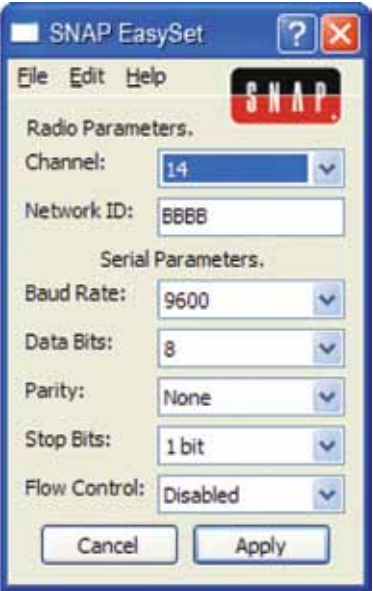 SNAP EasySet
File Edit Help
SNAP
Radio Parameters.
Channel: 14
Network ID: BBBB
Serial Parameters.
Baud Rate: 9600
Data Bits: 8
Parity: None
Stop Bits: 1 bit
Flow Control: Disabled
Cancel Apply